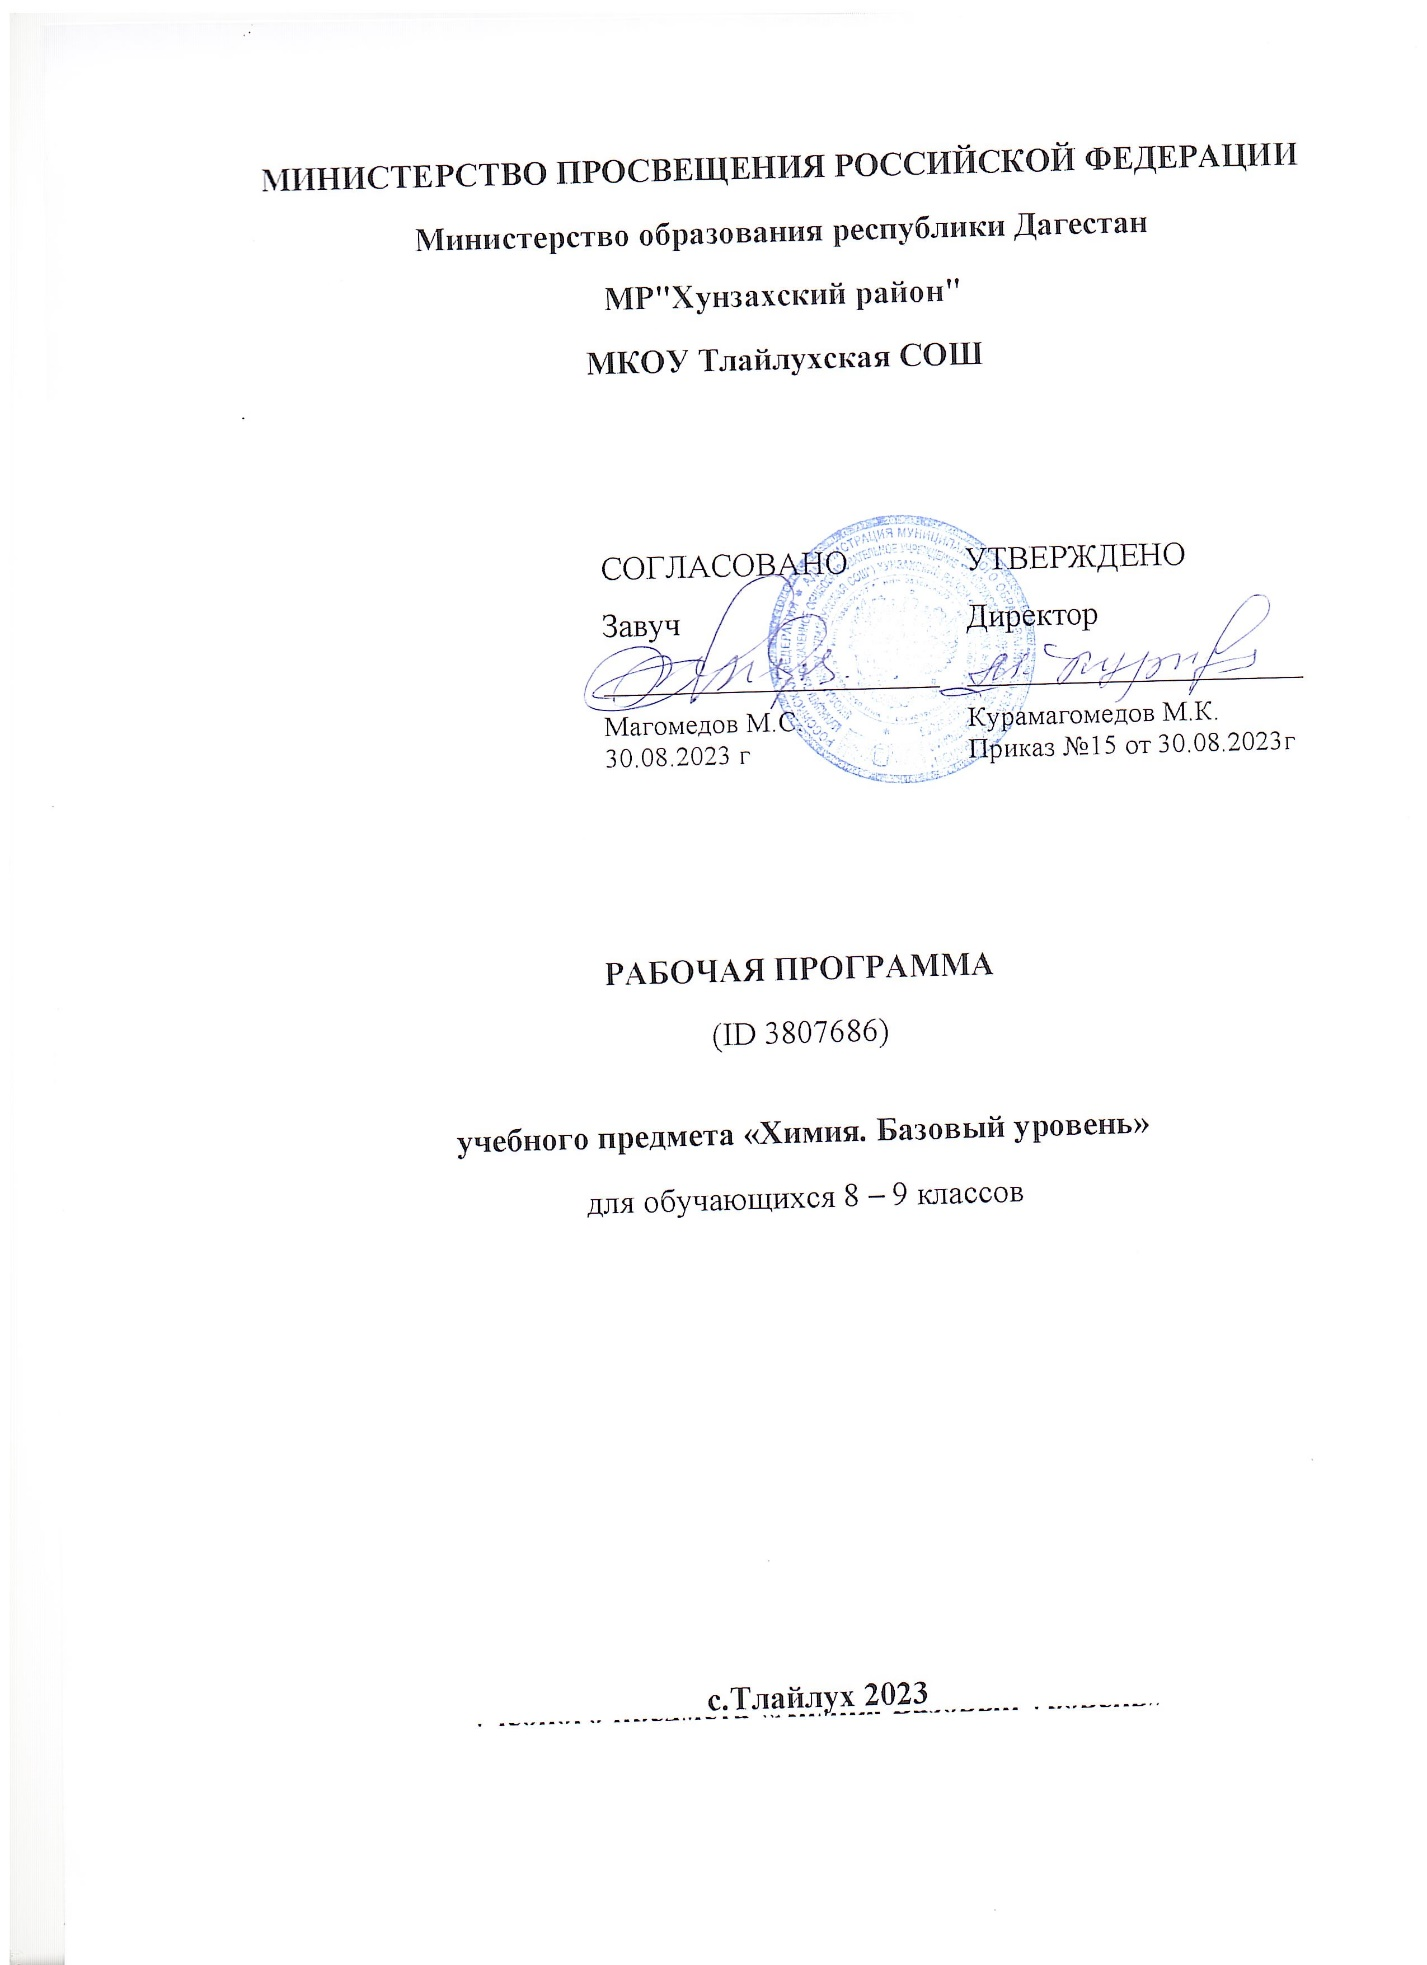 МИНИСТЕРСТВО ПРОСВЕЩЕНИЯ РОССИЙСКОЙ ФЕДЕРАЦИИ
Министерство образования республики Дагестан
МР"Хунзахский район"
МКОУ Тлайлухская СОШ
СОГЛАСОВАНО
Завуч
Магомедов М.С.
30.08.2023 г
УТВЕРЖДЕНО
Директор
Курамагомедов М.К.
Приказ №15 от 30.08.2023г
РАБОЧАЯ ПРОГРАММА
(ID 3807686)
учебного предмета «Химия. Базовый уровень»
для обучающихся 8 – 9 классов
с.Тлайлух 2023